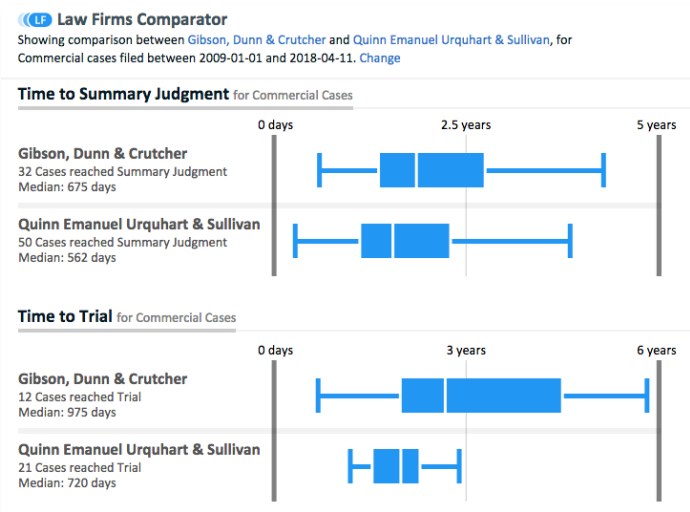 LF Law Firms Comparator
Showing comparison between Gibson, Dunn & Crutcher and Quinn Emanuel Urquhart & Sullivan, for
Commercial cases filed between 2009-01-01 and 2018-04-11. Change
Time to Summary Judgment for Commercial Cases
0 days 2.5 years 5 years
Gibson, Dunn & Crutcher
32 Cases reached Summary Judgment
Median: 675 days
Quinn Emanuel Urquhart & Sullivan
50 Cases reached Summary Judgment
Median: 562 days
Time to Trial for Commercial Cases
0 days 3 years 6 years
Gibson, Dunn & Crutcher
12 Cases reached Trial
Median: 975 days
Quinn Emanuel Urquhart & Sullivan
21 Cases reached Trial
Median: 720 days